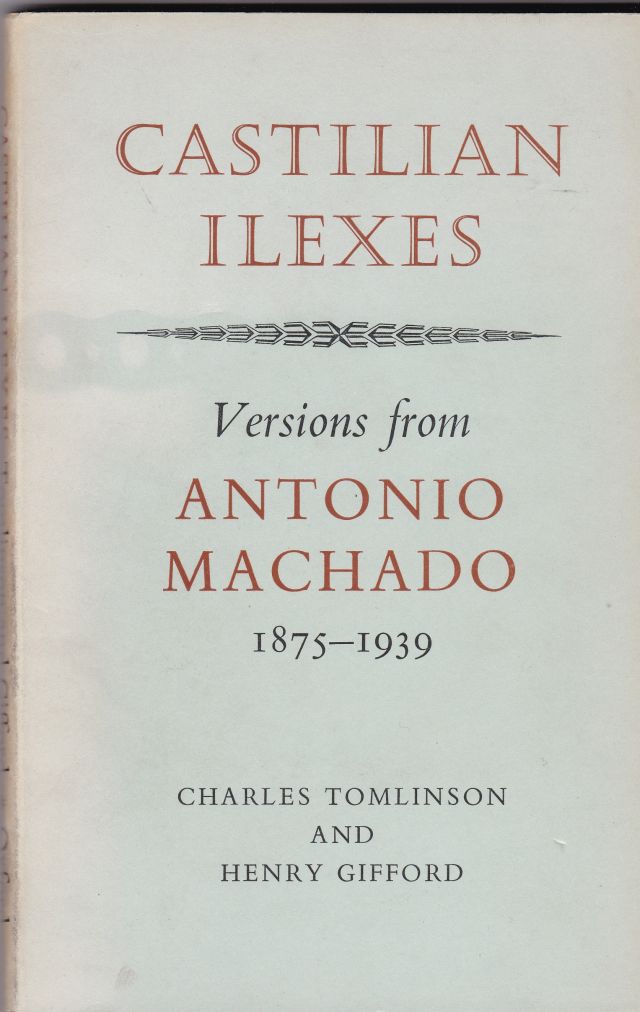 CASTILIAN
ILEXES
Versions from
ANTONIO
MACHADO
1875–1939
CHARLES TOMLINSON
AND
HENRY GIFFORD